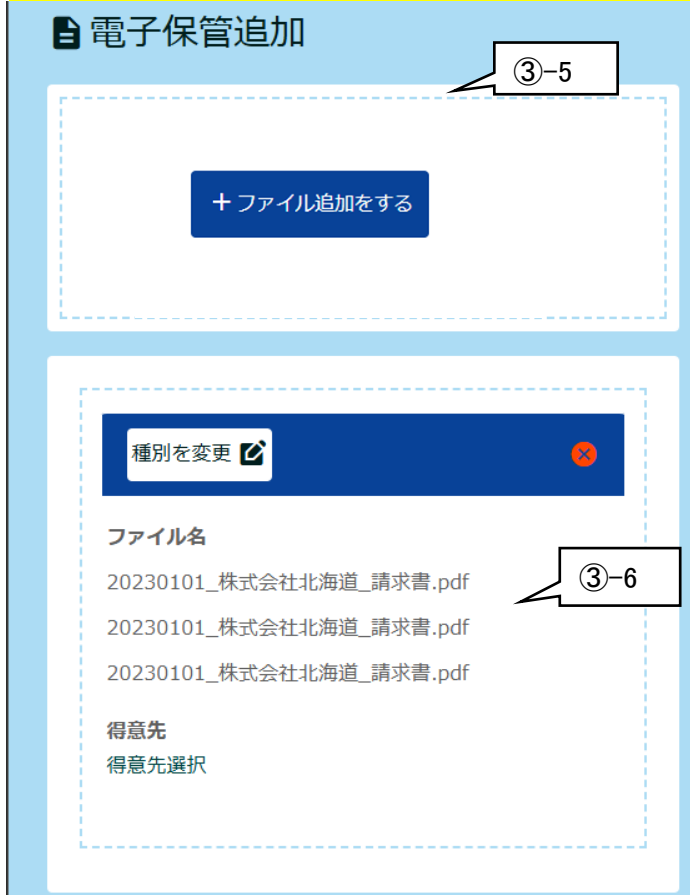 電子保管追加
③-5
+ ファイル追加をする
種別を変更
ファイル名
20230101_株式会社北海道_請求書.pdf
③-6
20230101_株式会社北海道_請求書.pdf
20230101_株式会社北海道_請求書.pdf
得意先
得意先選択